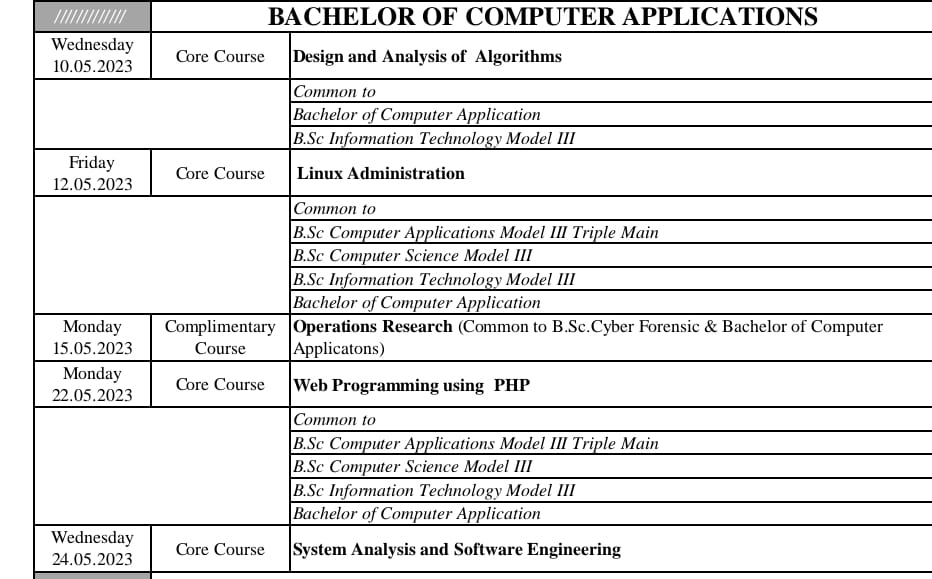 //////////////
BACHELOR OF COMPUTER APPLICATIONS
Wednesday
10.05.2023
Core Course
Design and Analysis of Algorithms
Common to
Bachelor of Computer Application
B.Sc Information Technology Model III
Friday
12.05.2023
Core Course
Linux Administration
Common to
B.Sc Computer Applications Model III Triple Main
B.Sc Computer Science Model III
B.Sc Information Technology Model III
Bachelor of Computer Application
Monday
15.05.2023
Complimentary
Course
Operations Research (Common to B.Sc.Cyber Forensic & Bachelor of Computer
Applicatons)
Monday
22.05.2023
Core Course
Web Programming using PHP
Common to
B.Sc Computer Applications Model III Triple Main
B.Sc Computer Science Model III
B.Sc Information Technology Model III
Bachelor of Computer Application
Wednesday
24.05.2023
Core Course
System Analysis and Software Engineering